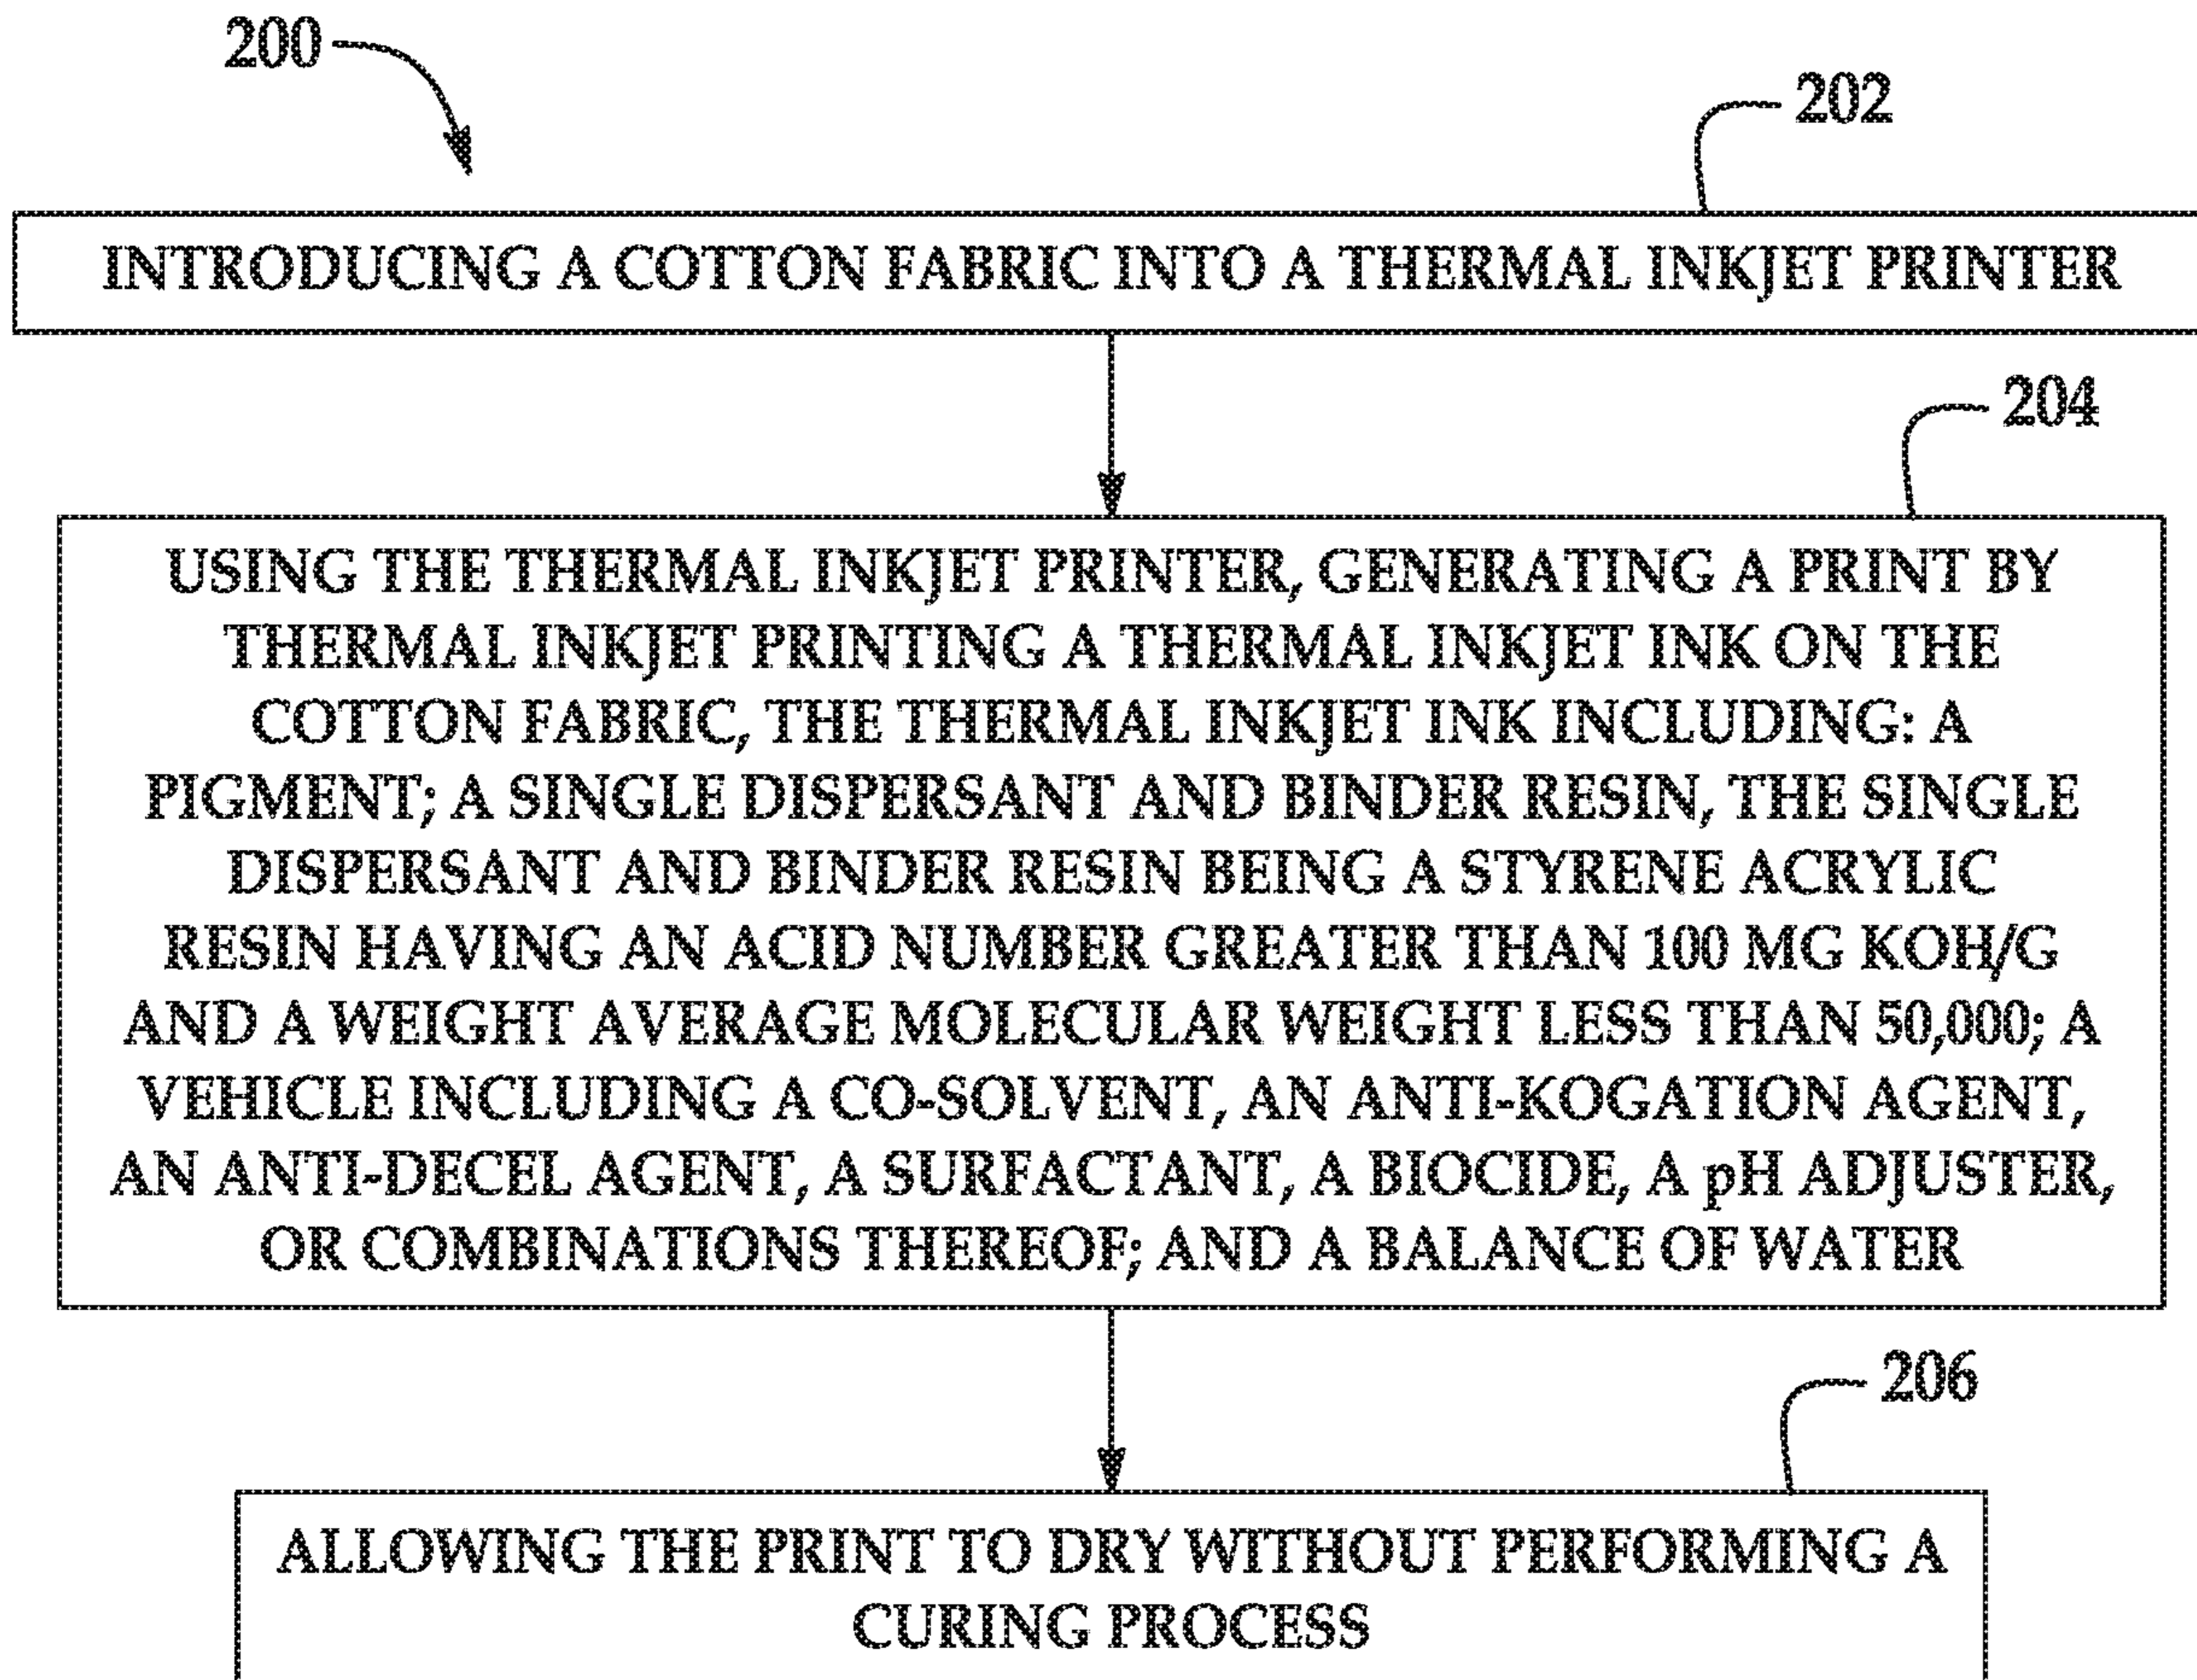 200
202
INTRODUCING A COTTON FABRIC INTO A THERMAL INKJET PRINTER
204
USING THE THERMAL INKJET PRINTER, GENERATING A PRINT BY
THERMAL INKJET PRINTING A THERMAL INKJET INK ON THE
COTTON FABRIC, THE THERMAL INKJET INK INCLUDING: A
PIGMENT; A SINGLE DISPERSANT AND BINDER RESIN, THE SINGLE
DISPERSANT AND BINDER RESIN BEING A STYRENE ACRYLIC
RESIN HAVING AN ACID NUMBER GREATER THAN 100 MG KOH/G
AND A WEIGHT AVERAGE MOLECULAR WEIGHT LESS THAN 50,000; A
VEHICLE INCLUDING A CO-SOLVENT, AN ANTI-KOGATION AGENT,
AN ANTI-DECEL AGENT, A SURFACTANT, A BIOCIDE, A pH ADJUSTER,
OR COMBINATIONS THEREOF; AND A BALANCE OF WATER
206
ALLOWING THE PRINT TO DRY WITHOUT PERFORMING A
CURING PROCESS